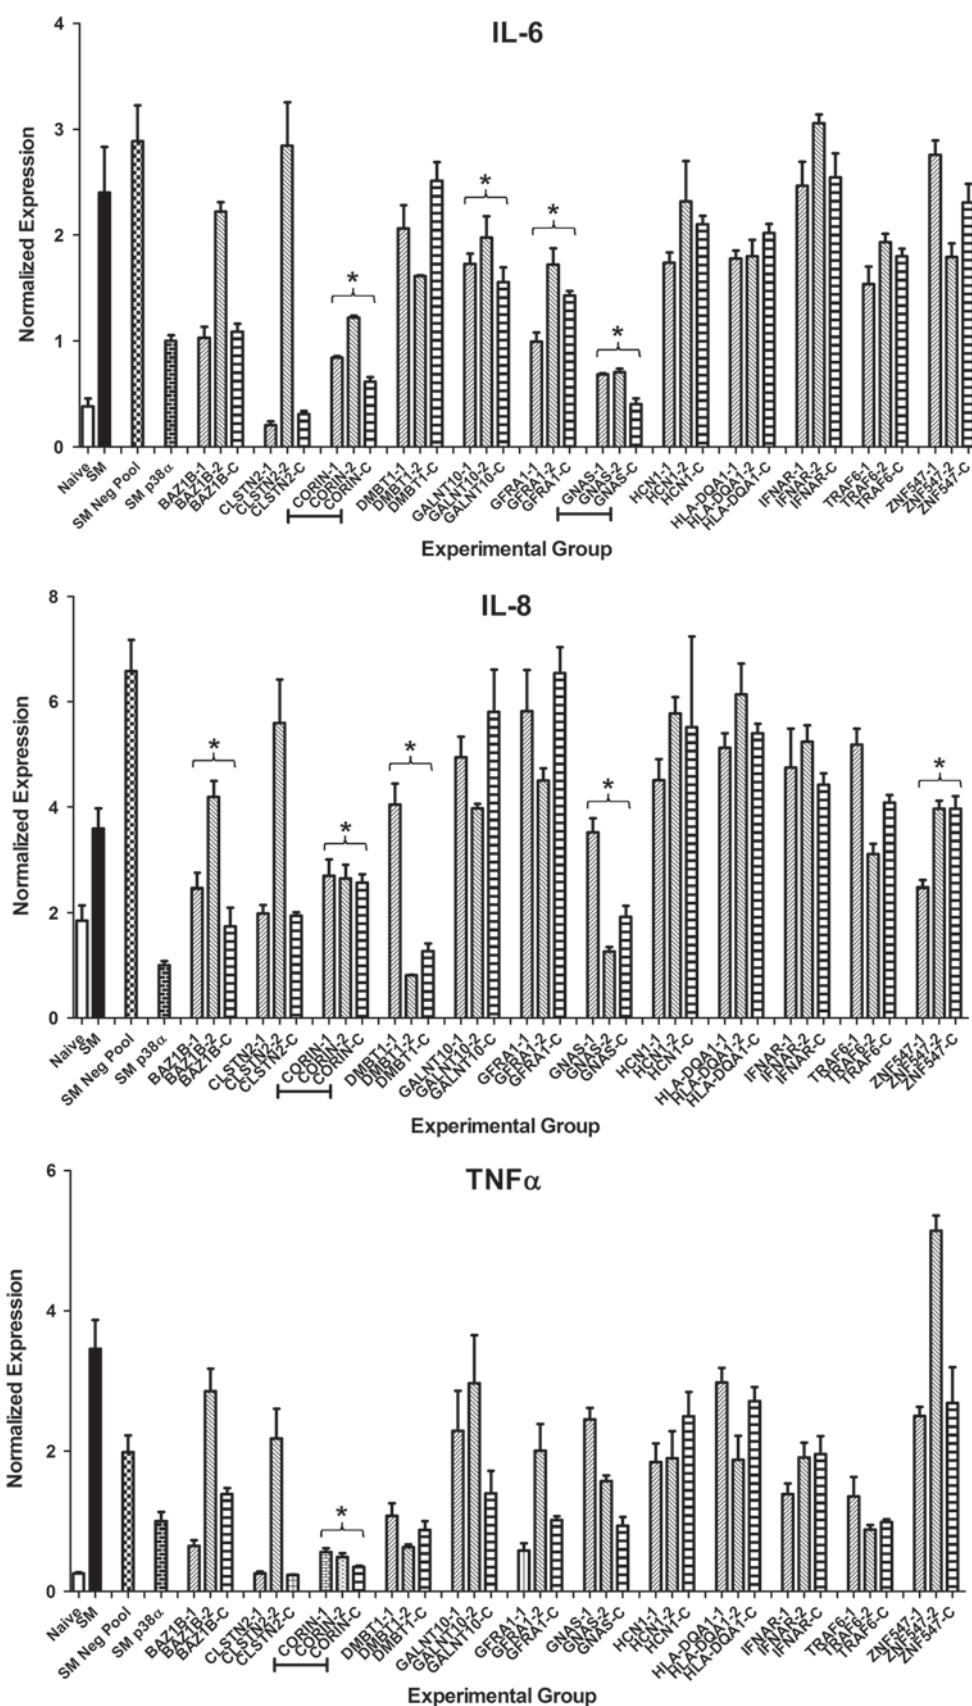 IL-6
Normalized Expression
4
3
2
1
0
*
*
*
*
Naive
SM
SM Neg Pool
SM p38α
BAZ1B-1
BAZ1B-2
BAZ1B-C
CLSTN2-1
CLSTN2-2
CLSTN2-C
CORIN-1
CORIN-2
CORIN-C
DMBT1-1
DMBT1-2
DMBT1-C
GALNT10-1
GALNT10-2
GALNT10-C
GFRA1-1
GFRA1-2
GFRA1-C
GNAS-1
GNAS-2
GNAS-C
HCN1-1
HCN1-2
HCN1-C
HLA-DQA1-1
HLA-DQA1-2
HLA-DQA1-C
IFNAR-1
IFNAR-2
IFNAR-C
TRAF6-1
TRAF6-2
TRAF6-C
ZNF547-1
ZNF547-2
ZNF547-C
Experimental Group
IL-8
Normalized Expression
8
6
4
2
0
*
*
*
*
*
Naive
SM
SM Neg Pool
SM p38α
BAZ1B-1
BAZ1B-2
BAZ1B-C
CLSTN2-1
CLSTN2-2
CLSTN2-C
CORIN-1
CORIN-2
CORIN-C
DMBT1-1
DMBT1-2
DMBT1-C
GALNT10-1
GALNT10-2
GALNT10-C
GFRA1-1
GFRA1-2
GFRA1-C
GNAS-1
GNAS-2
GNAS-C
HCN1-1
HCN1-2
HCN1-C
HLA-DQA1-1
HLA-DQA1-2
HLA-DQA1-C
IFNAR-1
IFNAR-2
IFNAR-C
TRAF6-1
TRAF6-2
TRAF6-C
ZNF547-1
ZNF547-2
ZNF547-C
Experimental Group
TNFα
Normalized Expression
6
4
2
0
*
Naive
SM
SM Neg Pool
SM p38α
BAZ1B-1
BAZ1B-2
BAZ1B-C
CLSTN2-1
CLSTN2-2
CLSTN2-C
CORIN-1
CORIN-2
CORIN-C
DMBT1-1
DMBT1-2
DMBT1-C
GALNT10-1
GALNT10-2
GALNT10-C
GFRA1-1
GFRA1-2
GFRA1-C
GNAS-1
GNAS-2
GNAS-C
HCN1-1
HCN1-2
HCN1-C
HLA-DQA1-1
HLA-DQA1-2
HLA-DQA1-C
IFNAR-1
IFNAR-2
IFNAR-C
TRAF6-1
TRAF6-2
TRAF6-C
ZNF547-1
ZNF547-2
ZNF547-C
Experimental Group